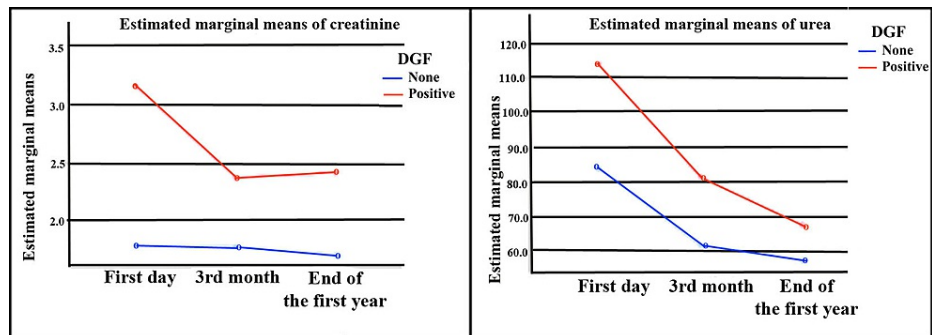 Estimated marginal means of creatinine
3.5
3.0
2.5
2.0
Estimated marginal means
DGF
None
Positive
First day
3rd month
End of
the first year
Estimated marginal means of urea
120.0
110.0
100.0
90.0
80.0
70.0
60.0
Estimated marginal means
DGF
None
Positive
First day
3rd month
End of
the first year